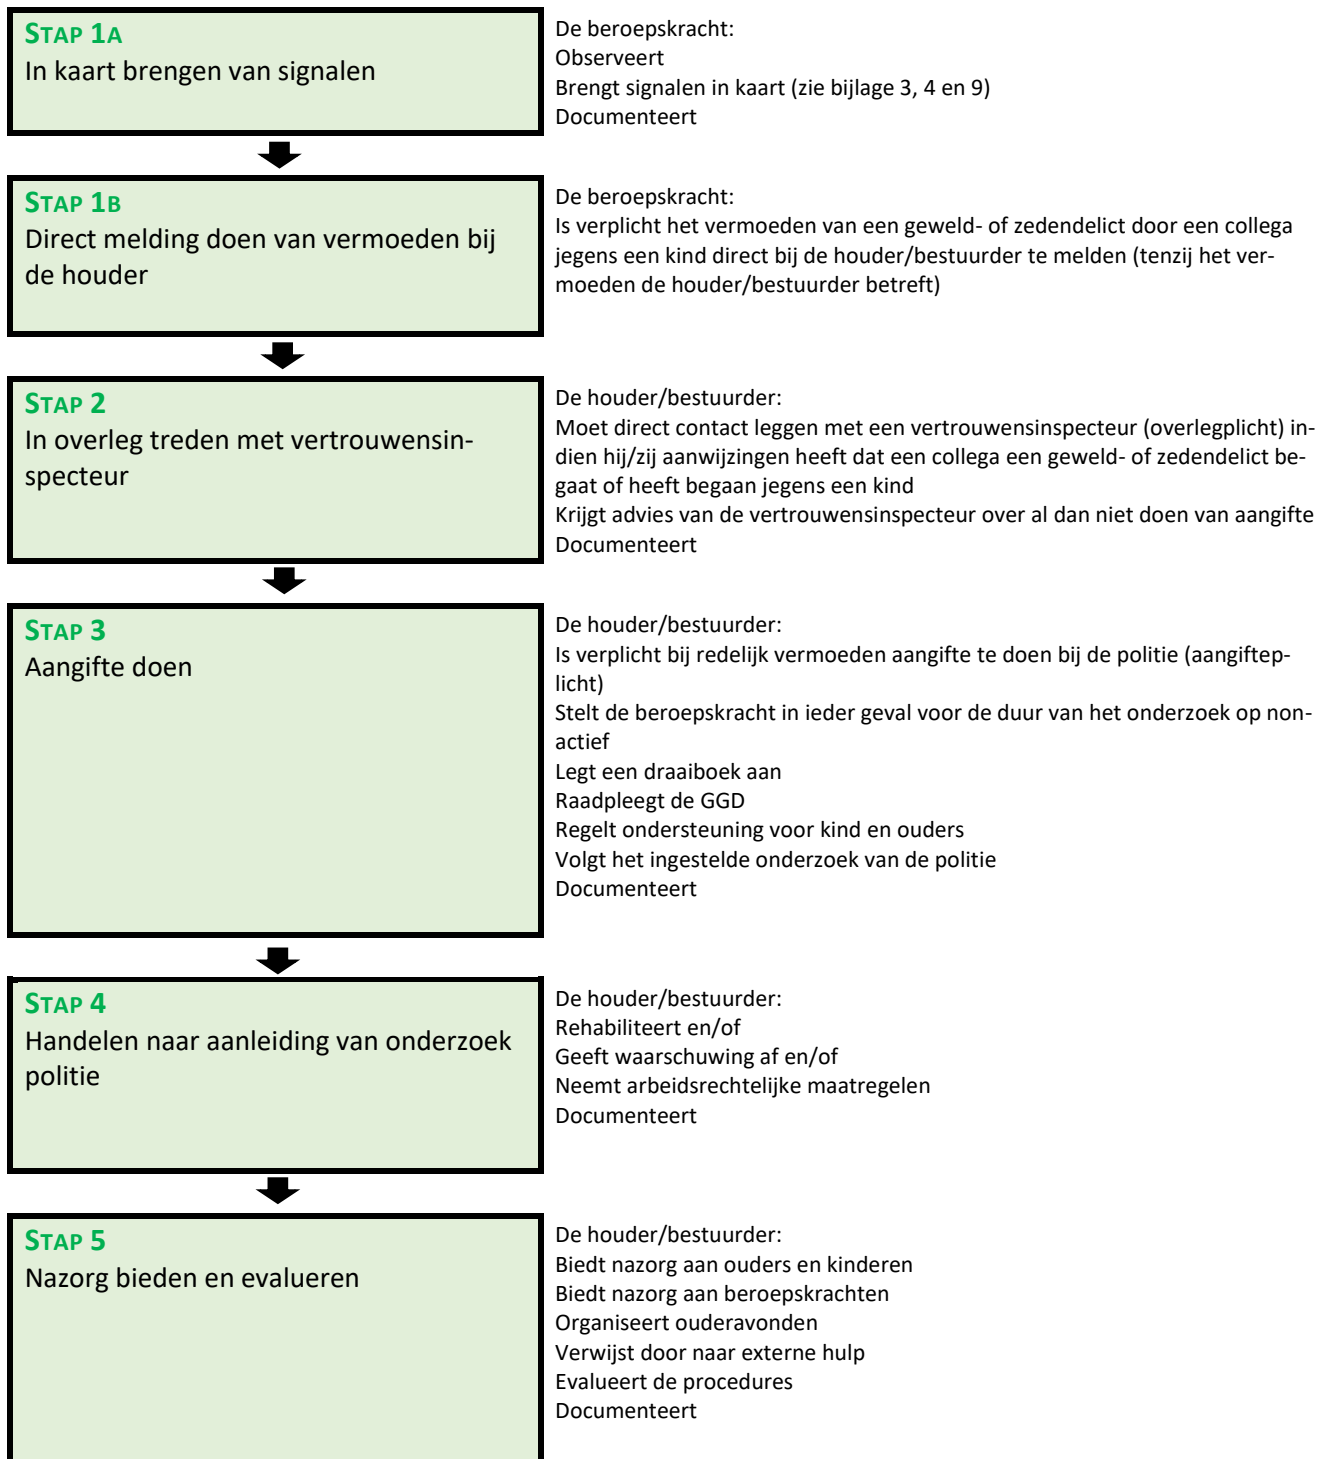 STAP 1A
In kaart brengen van signalen
De beroepskracht:
Observeert
Brengt signalen in kaart (zie bijlage 3, 4 en 9)
Documenteert
STAP 1B
Direct melding doen van vermoeden bij
de houder
De beroepskracht:
Is verplicht het vermoeden van een geweld- of zedendelict door een collega
jegens een kind direct bij de houder/bestuurder te melden (tenzij het ver-
moeden de houder/bestuurder betreft)
STAP 2
In overleg treden met vertrouwensin-
specteur
De houder/bestuurder:
Moet direct contact leggen met een vertrouwensinspecteur (overlegplicht) in-
dien hij/zij aanwijzingen heeft dat een collega een geweld- of zedendelict be-
gaat of heeft begaan jegens een kind
Krijgt advies van de vertrouwensinspecteur over al dan niet doen van aangifte
Documenteert
STAP 3
Aangifte doen
De houder/bestuurder:
Is verplicht bij redelijk vermoeden aangifte te doen bij de politie (aangiftep-
licht)
Stelt de beroepskracht in ieder geval voor de duur van het onderzoek op non-
actief
Legt een draaiboek aan
Raadpleegt de GGD
Regelt ondersteuning voor kind en ouders
Volgt het ingestelde onderzoek van de politie
Documenteert
STAP 4
Handelen naar aanleiding van onderzoek
politie
De houder/bestuurder:
Rehabiliteert en/of
Geeft waarschuwing af en/of
Neemt arbeidsrechtelijke maatregelen
Documenteert
STAP 5
Nazorg bieden en evalueren
De houder/bestuurder:
Biedt nazorg aan ouders en kinderen
Biedt nazorg aan beroepskrachten
Organiseert ouderavonden
Verwijst door naar externe hulp
Evalueert de procedures
Documenteert